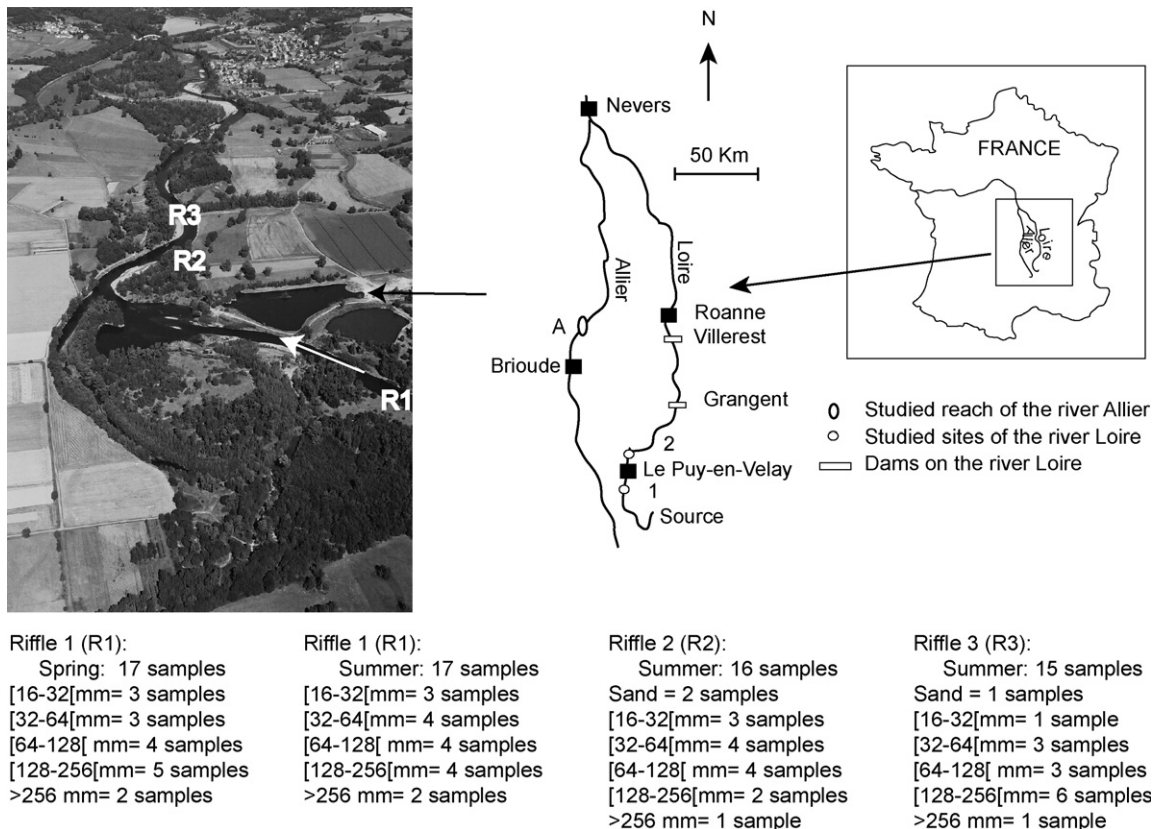 R3
R2
R1
N
Nevers
50 Km
Allier
Loire
A
Brioude
Roanne
Villerest
Grangent
2
Le Puy-en-Velay
1
Source
FRANCE
Allier
Loire
Studied reach of the river Allier
Studied sites of the river Loire
Dams on the river Loire
Riffle 1 (R1):
Spring: 17 samples
[16-32[mm= 3 samples
[32-64[mm= 3 samples
[64-128[ mm= 4 samples
[128-256[mm= 5 samples
>256 mm= 2 samples
Riffle 1 (R1):
Summer: 17 samples
[16-32[mm= 3 samples
[32-64[mm= 4 samples
[64-128[ mm= 4 samples
[128-256[mm= 4 samples
>256 mm= 2 samples
Riffle 2 (R2):
Summer: 16 samples
Sand = 2 samples
[16-32[mm= 3 samples
[32-64[mm= 4 samples
[64-128[ mm= 4 samples
[128-256[mm= 2 samples
>256 mm= 1 sample
Riffle 3 (R3):
Summer: 15 samples
Sand = 1 samples
[16-32[mm= 1 sample
[32-64[mm= 3 samples
[64-128[ mm= 3 samples
[128-256[mm= 6 samples
>256 mm= 1 sample